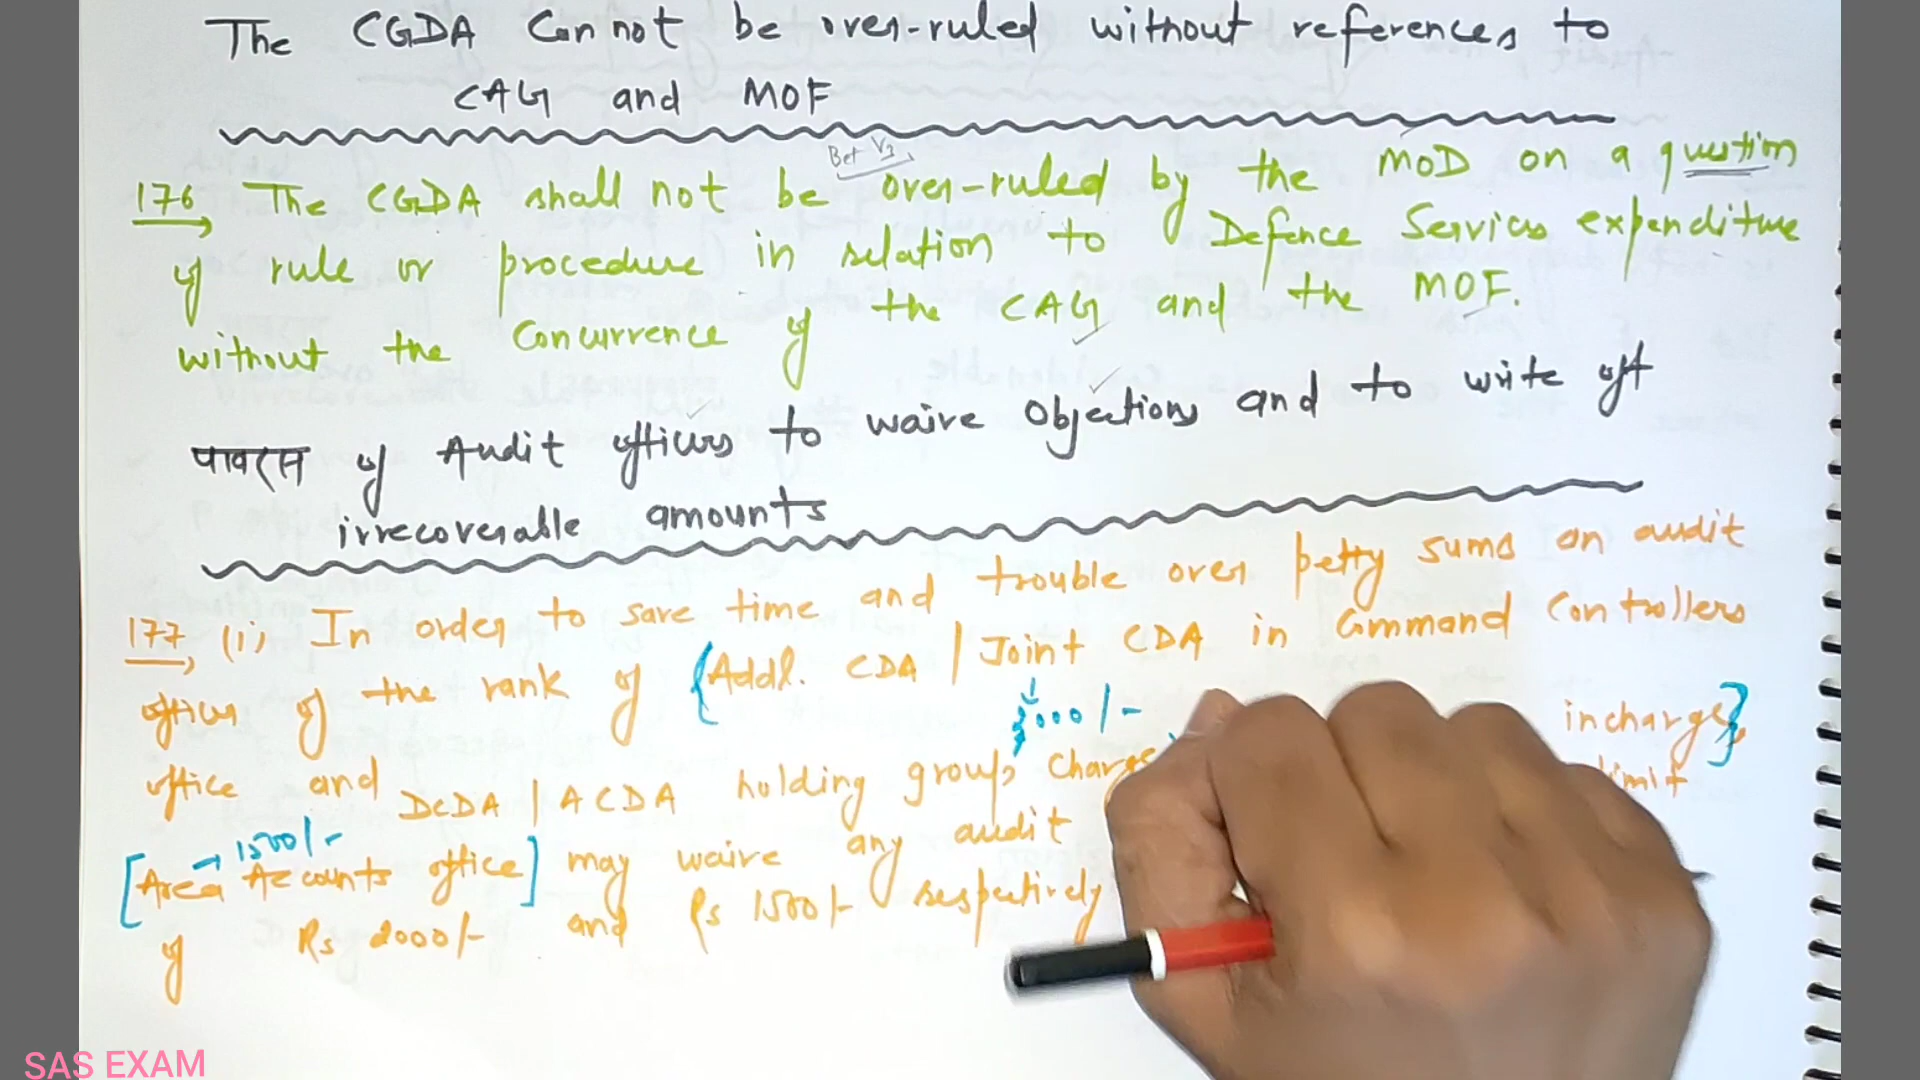 The CGDA Cannot be over-ruled without references to
CAG and MOF
Bet V3
176 The CGDA shall not be over-ruled by the MOD on a question
of rule or procedure in relation to Defence Services expenditure
without the Concurrence of the CAG and the MOF.
पावरस of Audit officers to waive Objections and to write off
irrecoverable amounts
177 (i) In order to save time and trouble over petty sums an audit
officer of the rank of {Addl. CDA / Joint CDA in Command Controllers
000/-
office and DCDA / ACDA holding group charge incharge}
→ 1500/-
[Area Accounts office] may waive any audit limit
of Rs 2000/- and Rs 1500/- respectively
SAS EXAM